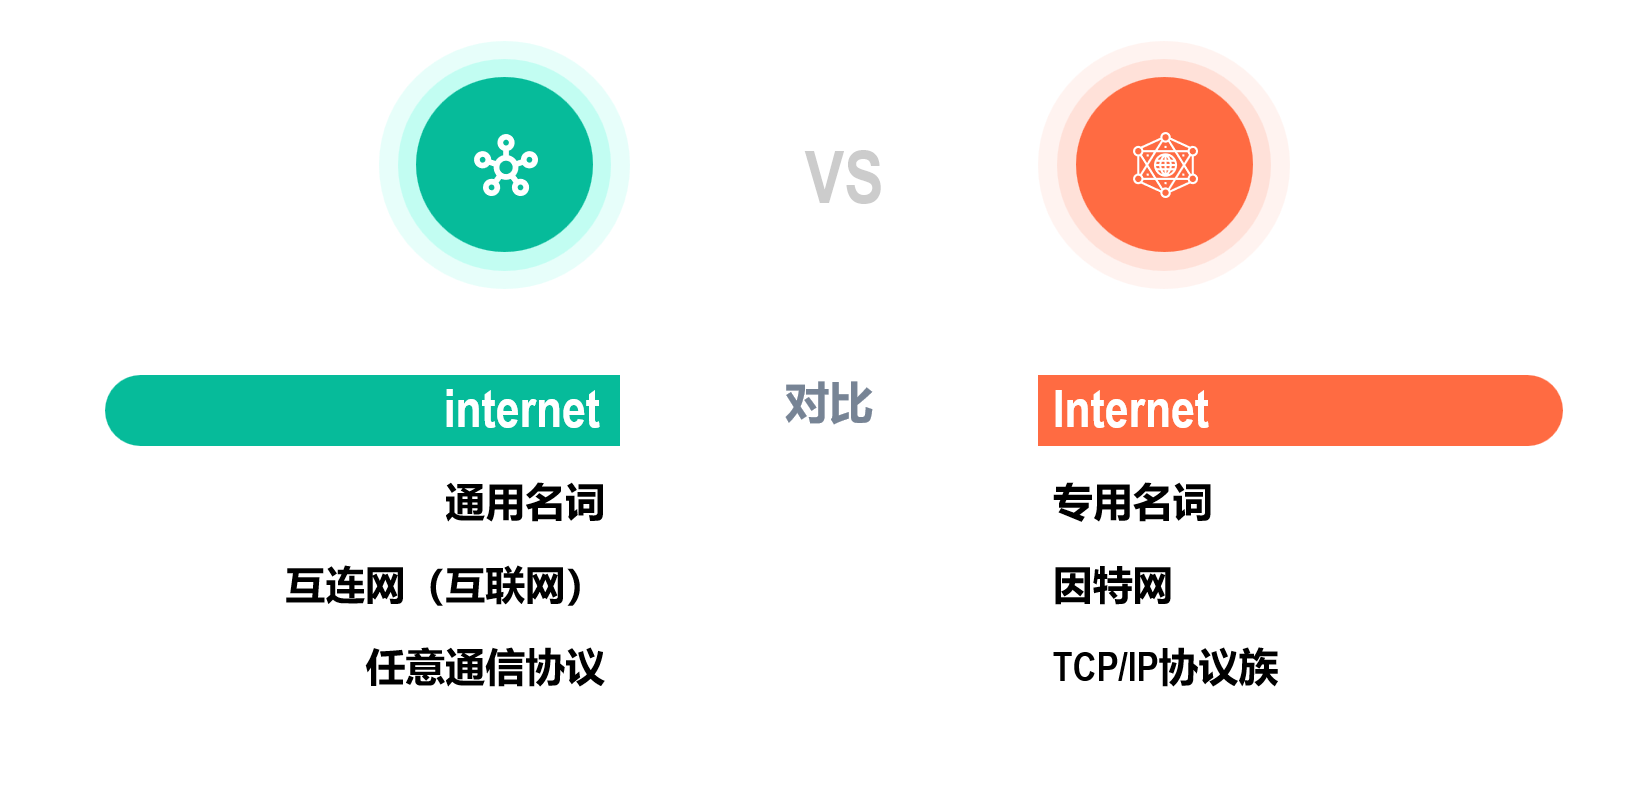 VS
internet
对比
Internet
通用名词
专用名词
互连网（互联网）
因特网
任意通信协议
TCP/IP协议族